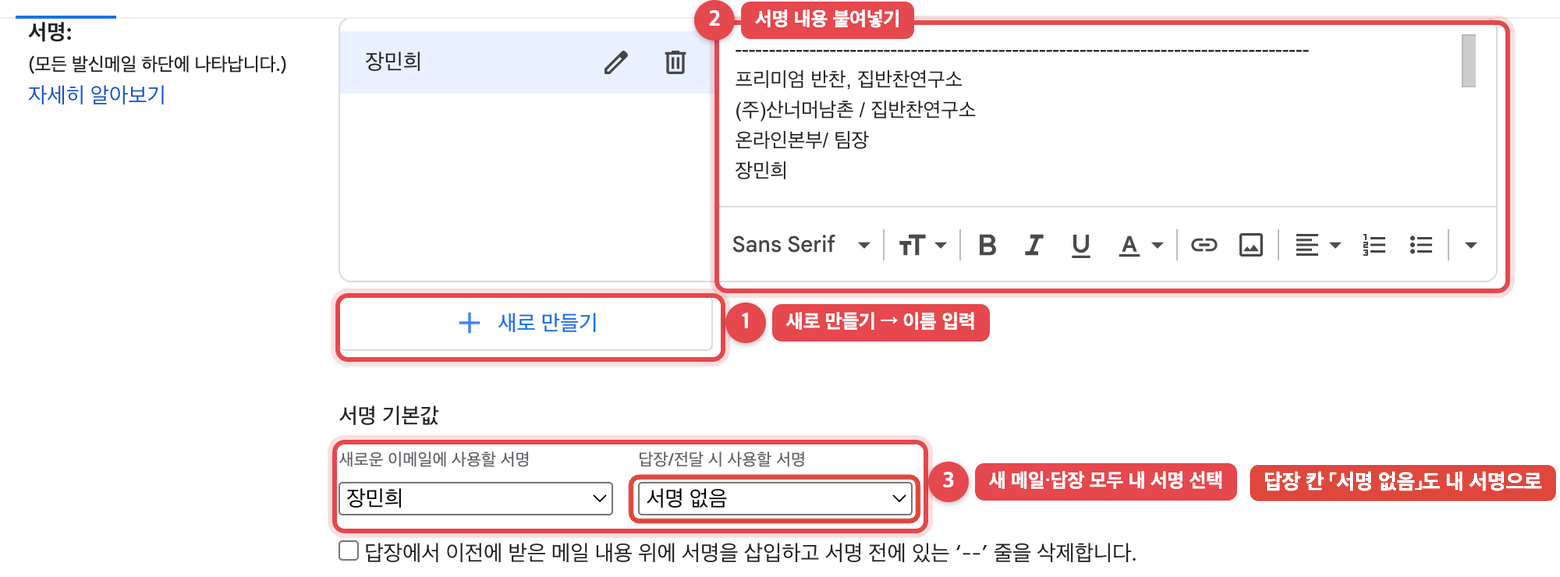 2 서명 내용 붙여넣기
서명:
(모든 발신메일 하단에 나타납니다.)
자세히 알아보기
장민희
--------------------------------------------------------------------------------------
프리미엄 반찬, 집반찬연구소
(주)산너머남촌 / 집반찬연구소
온라인본부/ 팀장
장민희
Sans Serif
+ 새로 만들기
1 새로 만들기 → 이름 입력
서명 기본값
새로운 이메일에 사용할 서명
답장/전달 시 사용할 서명
장민희
서명 없음
3 새 메일·답장 모두 내 서명 선택
답장 칸 「서명 없음」도 내 서명으로
답장에서 이전에 받은 메일 내용 위에 서명을 삽입하고 서명 전에 있는 ‘--’ 줄을 삭제합니다.